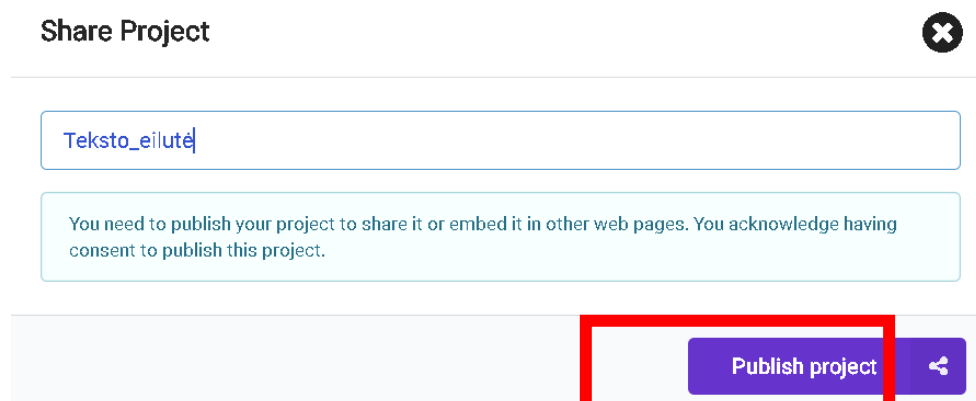 Share Project
Teksto_eilutė
You need to publish your project to share it or embed it in other web pages. You acknowledge having
consent to publish this project.
Publish project